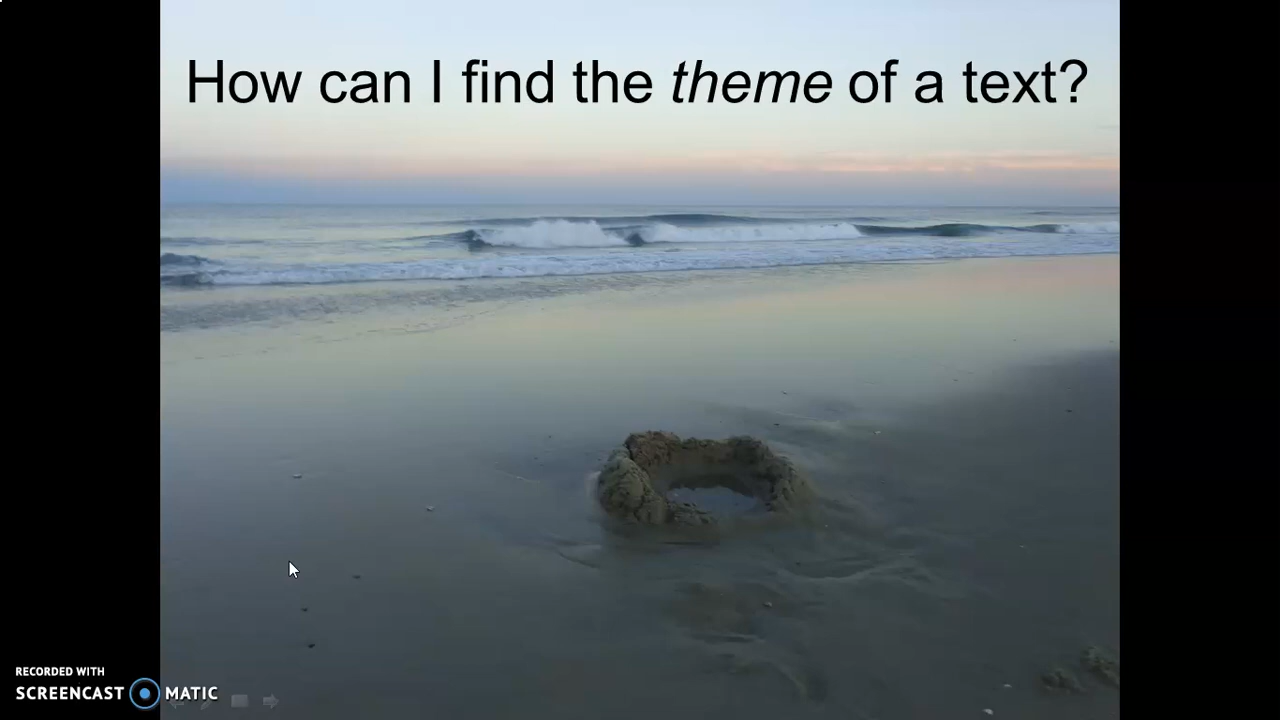 How can I find the theme of a text?
RECORDED WITH
SCREENCAST MATIC